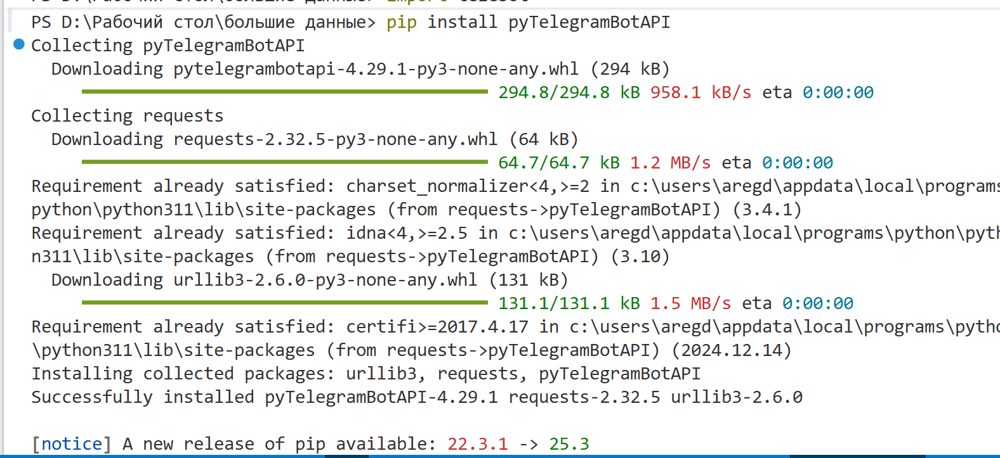 PS D:\Рабочий стол\большие данные> import telebot
PS D:\Рабочий стол\большие данные> pip install pyTelegramBotAPI
Collecting pyTelegramBotAPI
Downloading pytelegrambotapi-4.29.1-py3-none-any.whl (294 kB)
294.8/294.8 kB 958.1 kB/s eta 0:00:00
Collecting requests
Downloading requests-2.32.5-py3-none-any.whl (64 kB)
64.7/64.7 kB 1.2 MB/s eta 0:00:00
Requirement already satisfied: charset_normalizer<4,>=2 in c:\users\aregd\appdata\local\programs
python\python311\lib\site-packages (from requests->pyTelegramBotAPI) (3.4.1)
Requirement already satisfied: idna<4,>=2.5 in c:\users\aregd\appdata\local\programs\python\pyth
n311\lib\site-packages (from requests->pyTelegramBotAPI) (3.10)
Downloading urllib3-2.6.0-py3-none-any.whl (131 kB)
131.1/131.1 kB 1.5 MB/s eta 0:00:00
Requirement already satisfied: certifi>=2017.4.17 in c:\users\aregd\appdata\local\programs\pytho
\python311\lib\site-packages (from requests->pyTelegramBotAPI) (2024.12.14)
Installing collected packages: urllib3, requests, pyTelegramBotAPI
Successfully installed pyTelegramBotAPI-4.29.1 requests-2.32.5 urllib3-2.6.0
[notice] A new release of pip available: 22.3.1 -> 25.3